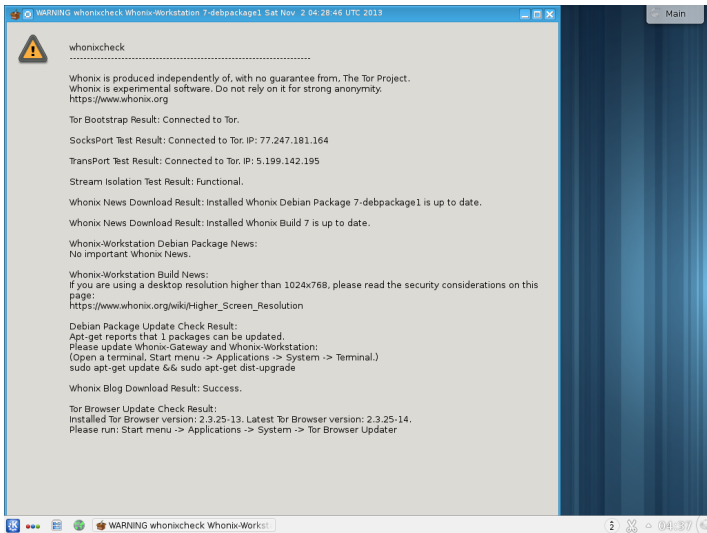 WARNING whonixcheck Whonix-Workstation 7-debpackage1 Sat Nov 2 04:28:46 UTC 2013
Main
whonixcheck
----------------------------------------------------------------------
Whonix is produced independently of, with no guarantee from, The Tor Project.
Whonix is experimental software. Do not rely on it for strong anonymity.
https://www.whonix.org
Tor Bootstrap Result: Connected to Tor.
SocksPort Test Result: Connected to Tor. IP: 77.247.181.164
TransPort Test Result: Connected to Tor. IP: 5.199.142.195
Stream Isolation Test Result: Functional.
Whonix News Download Result: Installed Whonix Debian Package 7-debpackage1 is up to date.
Whonix News Download Result: Installed Whonix Build 7 is up to date.
Whonix-Workstation Debian Package News:
No important Whonix News.
Whonix-Workstation Build News:
If you are using a desktop resolution higher than 1024x768, please read the security considerations on this
page:
https://www.whonix.org/wiki/Higher_Screen_Resolution
Debian Package Update Check Result:
Apt-get reports that 1 packages can be updated.
Please update Whonix-Gateway and Whonix-Workstation:
(Open a terminal, Start menu -> Applications -> System -> Terminal.)
sudo apt-get update && sudo apt-get dist-upgrade
Whonix Blog Download Result: Success.
Tor Browser Update Check Result:
Installed Tor Browser version: 2.3.25-13. Latest Tor Browser version: 2.3.25-14.
Please run: Start menu -> Applications -> System -> Tor Browser Updater
WARNING whonixcheck Whonix-Workst
2
04:37